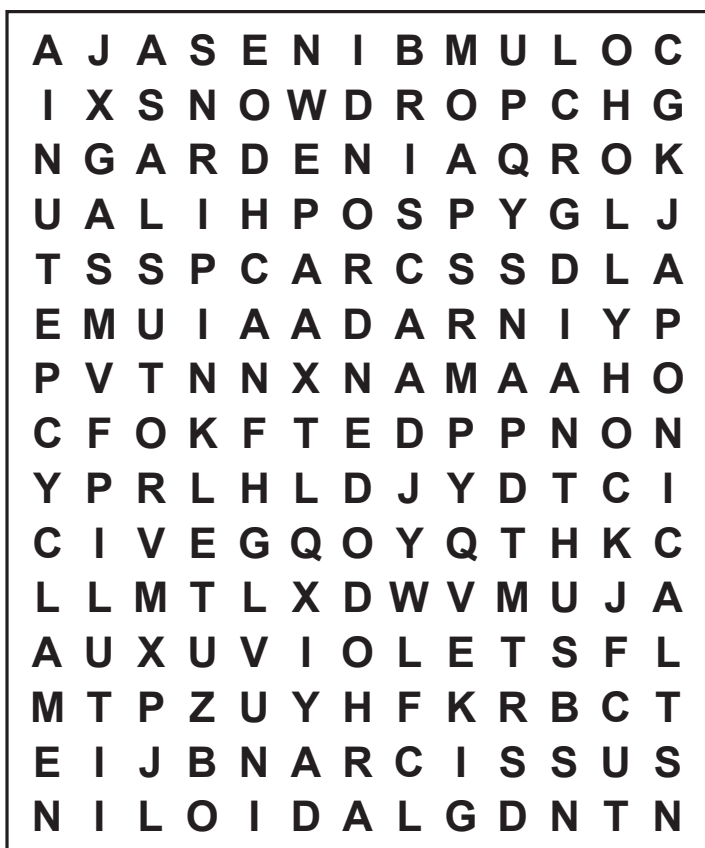 A J A S E N I B M U L O C
I X S N O W D R O P C H G
N G A R D E N I A Q R O K
U A L I H P O S P Y G L J
T S S P C A R C S S D L A
E M U I A A D A R N I Y P
P V T N N X N A M A A H O
C F O K F T E D P P N O N
Y P R L H L D J Y D T C I
C I V E G Q O Y Q T H K C
L L M T L X D W V M U J A
A U X U V I O L E T S F L
M T P Z U Y H F K R B C T
E I J B N A R C I S S U S
N I L O I D A L G D N T N